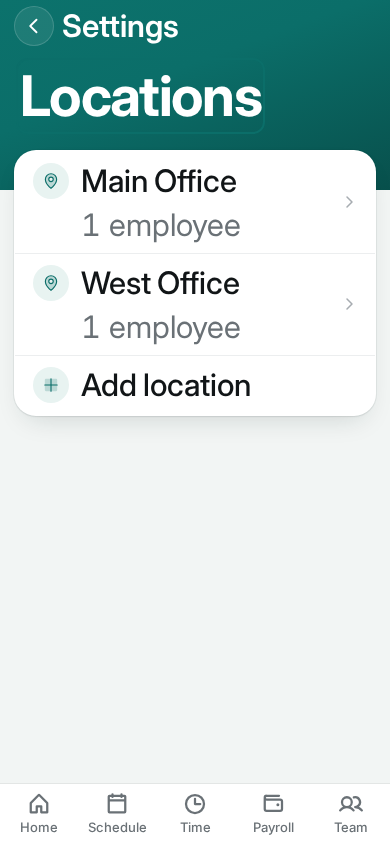 Settings
Locations
Main Office
1 employee
West Office
1 employee
Add location
Home
Schedule
Time
Payroll
Team